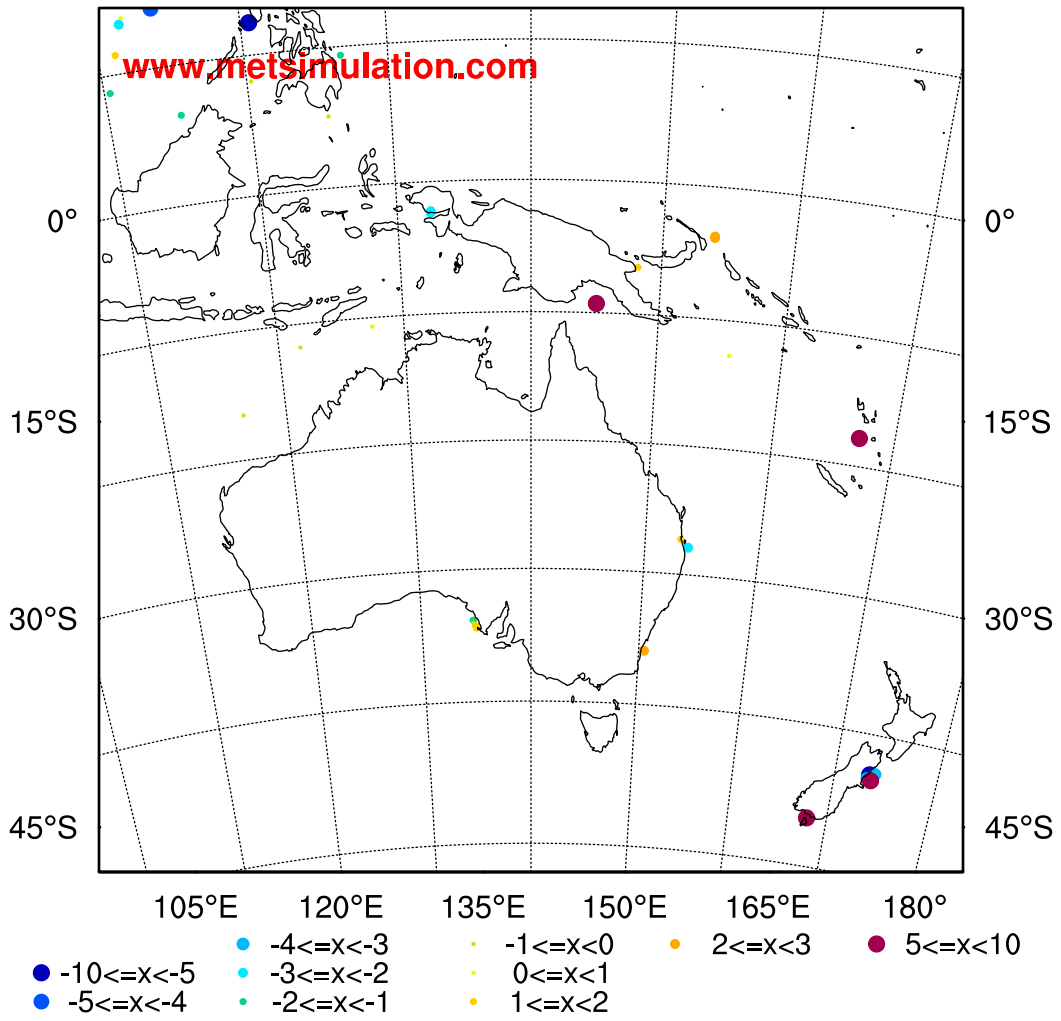 www.metsimulation.com
0° 0°
15°S 15°S
30°S 30°S
45°S 45°S
105°E 120°E 135°E 150°E 165°E 180°
-4<=x<-3 -1<=x<0 2<=x<3 5<=x<10
-10<=x<-5 -3<=x<-2 0<=x<1
-5<=x<-4 -2<=x<-1 1<=x<2